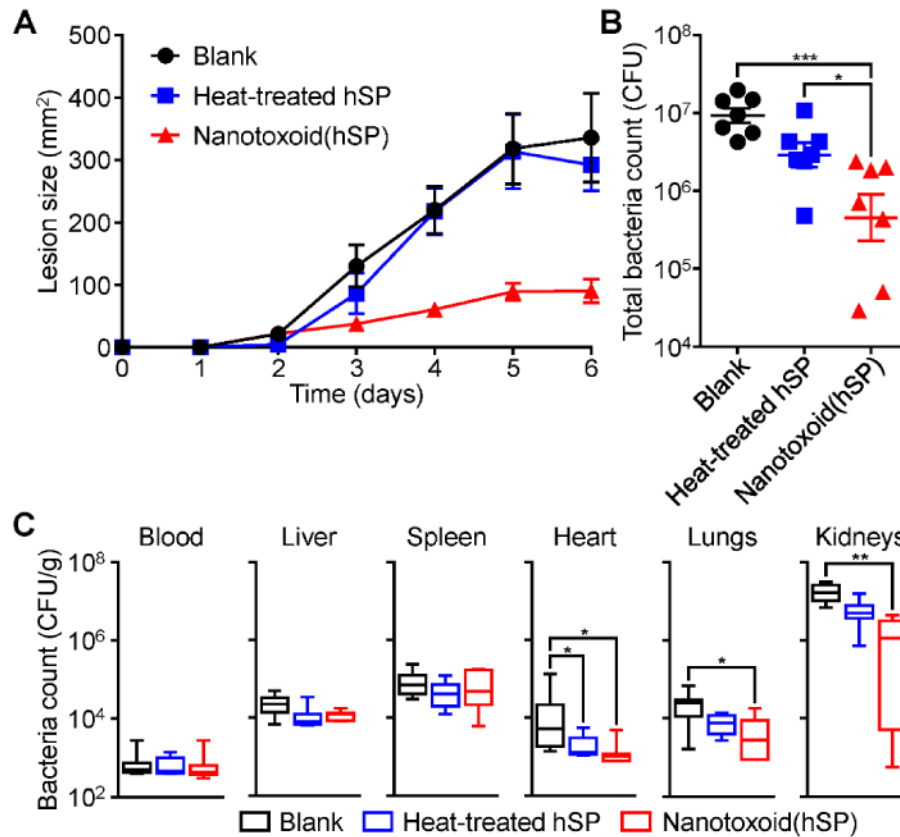 A
500
400
300
200
100
0
Lesion size (mm²)
Blank
Heat-treated hSP
Nanotoxoid(hSP)
0 1 2 3 4 5 6
Time (days)
B
10⁸
10⁷
10⁶
10⁵
10⁴
Total bacteria count (CFU)
***
*
Blank
Heat-treated hSP
Nanotoxoid(hSP)
C
Blood Liver Spleen Heart Lungs Kidneys
10⁸
10⁶
10⁴
10²
Bacteria count (CFU/g)
*
*
*
**
Blank Heat-treated hSP Nanotoxoid(hSP)